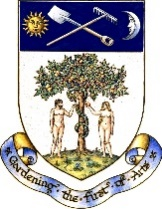 Gardening the first of Arts